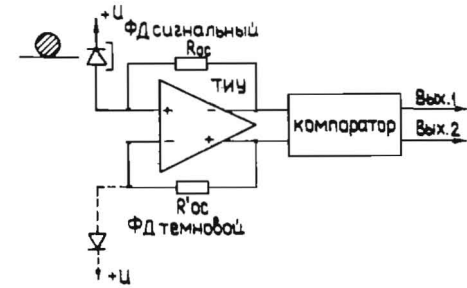 +U
ФД сигнальный
Rос
ТИУ
+
-
-
+
компаратор
Вых.1
Вых.2
R'ос
ФД темновой
+U